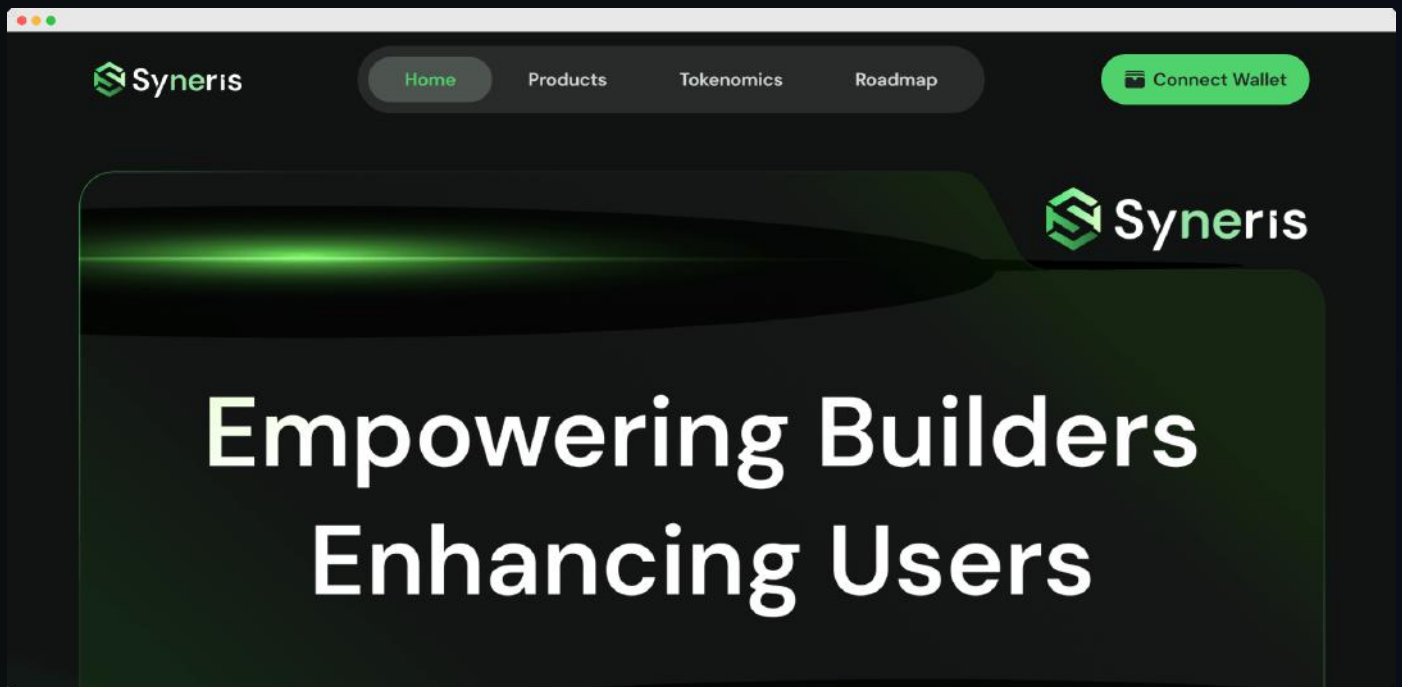 Syneris
Home Products Tokenomics Roadmap
Connect Wallet
Syneris
Empowering Builders
Enhancing Users